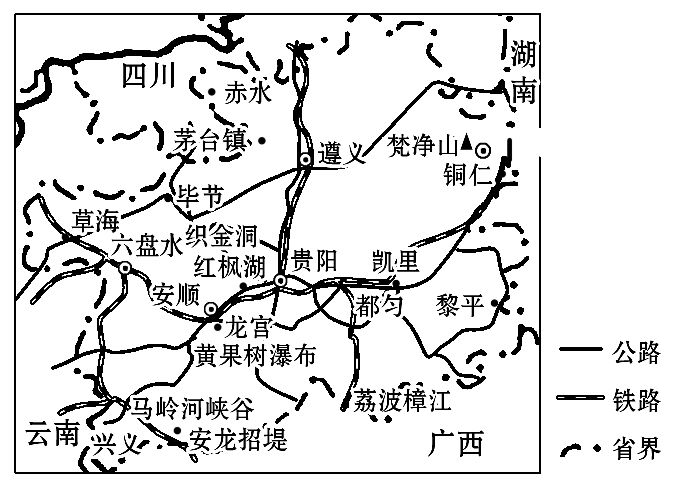 湖南
四川
赤水
茅台镇
遵义
梵净山
铜仁
毕节
草海
织金洞
六盘水
红枫湖
贵阳
凯里
安顺
都匀
黎平
龙宫
黄果树瀑布
公路
马岭河峡谷
荔波樟江
铁路
云南
兴义
安龙招堤
广西
省界